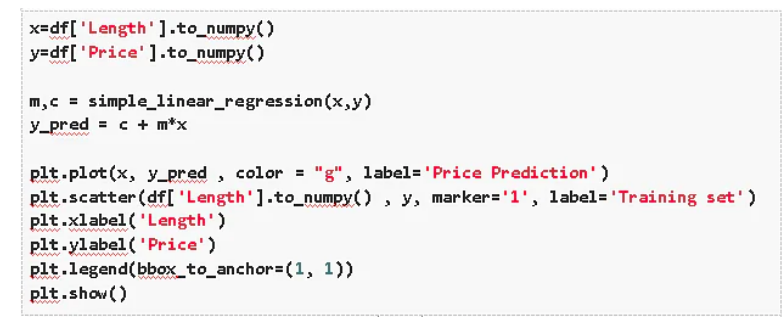 x=df['Length'].to_numpy()
y=df['Price'].to_numpy()
m,c = simple_linear_regression(x,y)
y_pred = c + m*x
plt.plot(x, y_pred , color = "g", label='Price Prediction')
plt.scatter(df['Length'].to_numpy() , y, marker='1', label='Training set')
plt.xlabel('Length')
plt.ylabel('Price')
plt.legend(bbox_to_anchor=(1, 1))
plt.show()